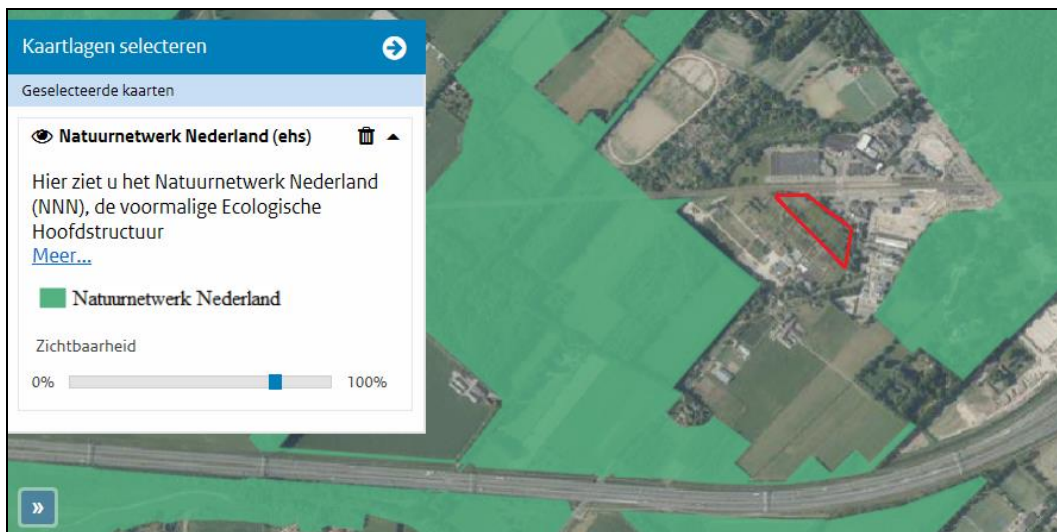 Kaartlagen selecteren
Geselecteerde kaarten
Natuurnetwerk Nederland (ehs)
Hier ziet u het Natuurnetwerk Nederland
(NNN), de voormalige Ecologische
Hoofdstructuur
Meer...
Natuurnetwerk Nederland
Zichtbaarheid
0% 100%
»